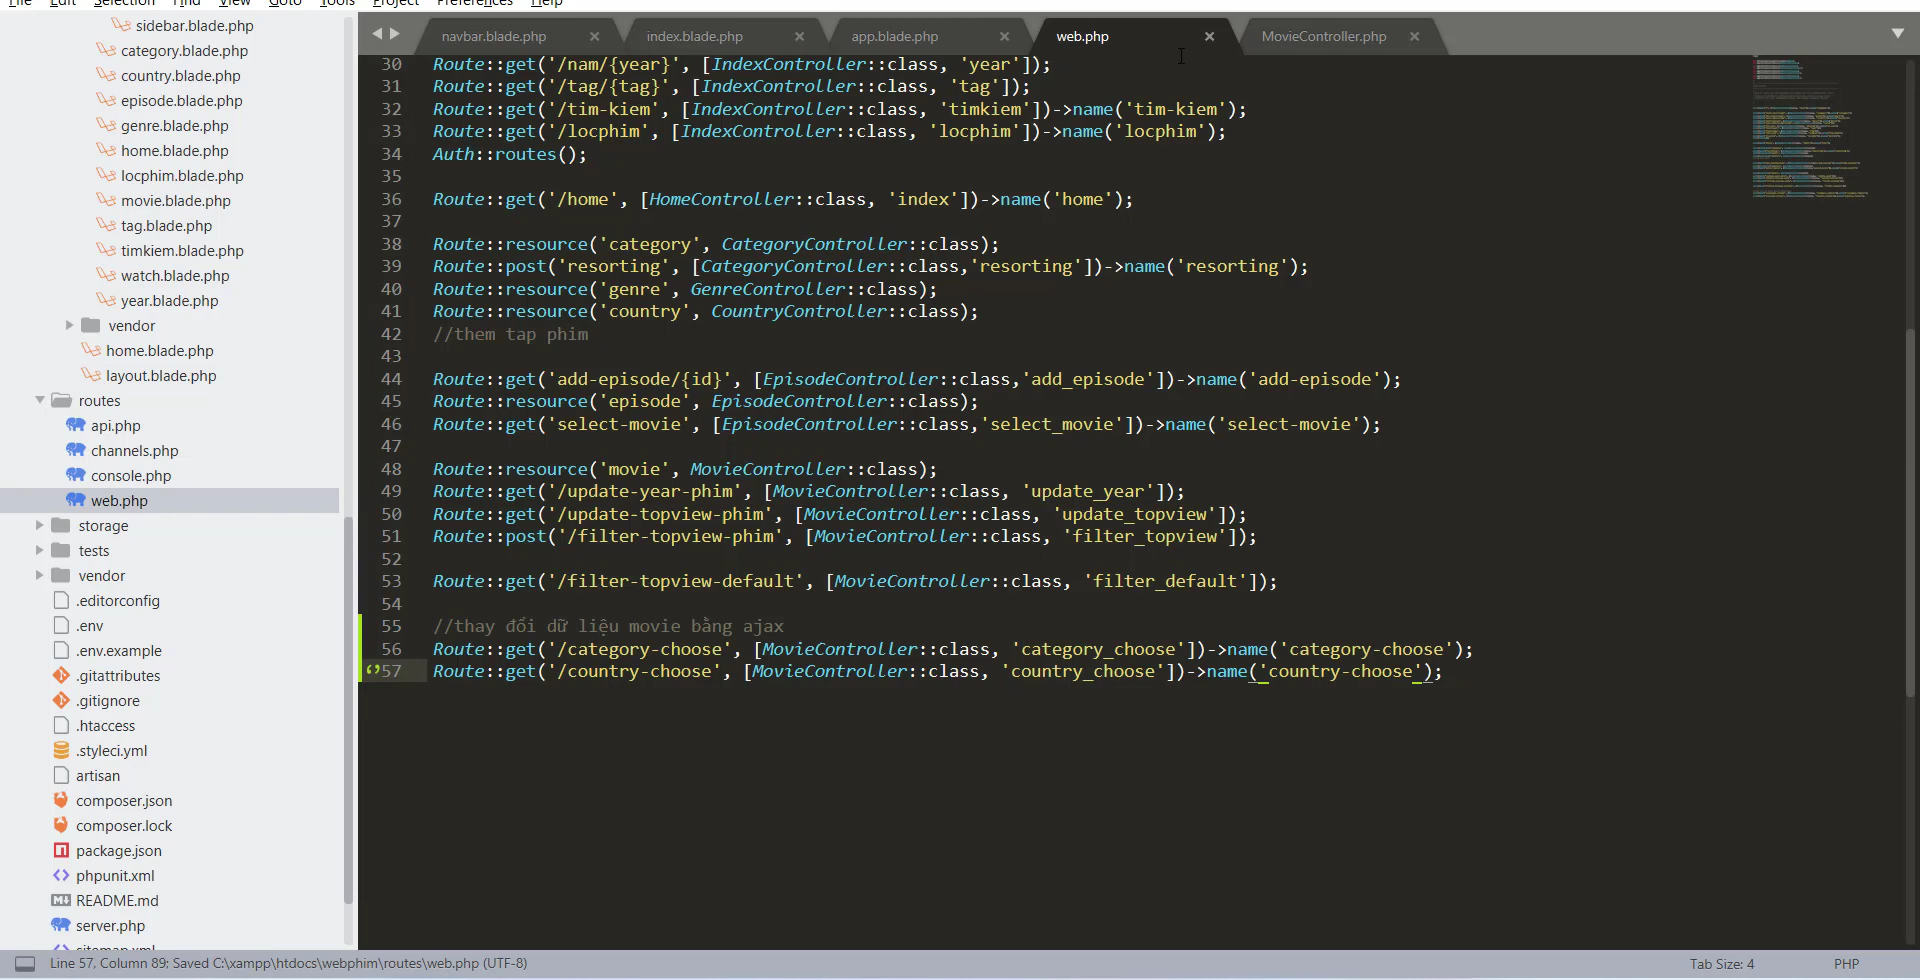 File Edit Selection Find View Goto Tools Project Preferences Help
sidebar.blade.php
category.blade.php
country.blade.php
episode.blade.php
genre.blade.php
home.blade.php
locphim.blade.php
movie.blade.php
tag.blade.php
timkiem.blade.php
watch.blade.php
year.blade.php
vendor
home.blade.php
layout.blade.php
routes
api.php
channels.php
console.php
web.php
storage
tests
vendor
.editorconfig
.env
.env.example
.gitattributes
.gitignore
.htaccess
.styleci.yml
artisan
composer.json
composer.lock
package.json
phpunit.xml
README.md
server.php
sitemap.xml
navbar.blade.php
index.blade.php
app.blade.php
web.php
MovieController.php
30 Route::get('/nam/{year}', [IndexController::class, 'year']);
31 Route::get('/tag/{tag}', [IndexController::class, 'tag']);
32 Route::get('/tim-kiem', [IndexController::class, 'timkiem'])->name('tim-kiem');
33 Route::get('/locphim', [IndexController::class, 'locphim'])->name('locphim');
34 Auth::routes();
35
36 Route::get('/home', [HomeController::class, 'index'])->name('home');
37
38 Route::resource('category', CategoryController::class);
39 Route::post('resorting', [CategoryController::class,'resorting'])->name('resorting');
40 Route::resource('genre', GenreController::class);
41 Route::resource('country', CountryController::class);
42 //them tap phim
43
44 Route::get('add-episode/{id}', [EpisodeController::class,'add_episode'])->name('add-episode');
45 Route::resource('episode', EpisodeController::class);
46 Route::get('select-movie', [EpisodeController::class,'select_movie'])->name('select-movie');
47
48 Route::resource('movie', MovieController::class);
49 Route::get('/update-year-phim', [MovieController::class, 'update_year']);
50 Route::get('/update-topview-phim', [MovieController::class, 'update_topview']);
51 Route::post('/filter-topview-phim', [MovieController::class, 'filter_topview']);
52
53 Route::get('/filter-topview-default', [MovieController::class, 'filter_default']);
54
55 //thay đổi dữ liệu movie bằng ajax
56 Route::get('/category-choose', [MovieController::class, 'category_choose'])->name('category-choose');
57 Route::get('/country-choose', [MovieController::class, 'country_choose'])->name('country-choose');
Line 57, Column 89; Saved C:\xampp\htdocs\webphim\routes\web.php (UTF-8)
Tab Size: 4
PHP